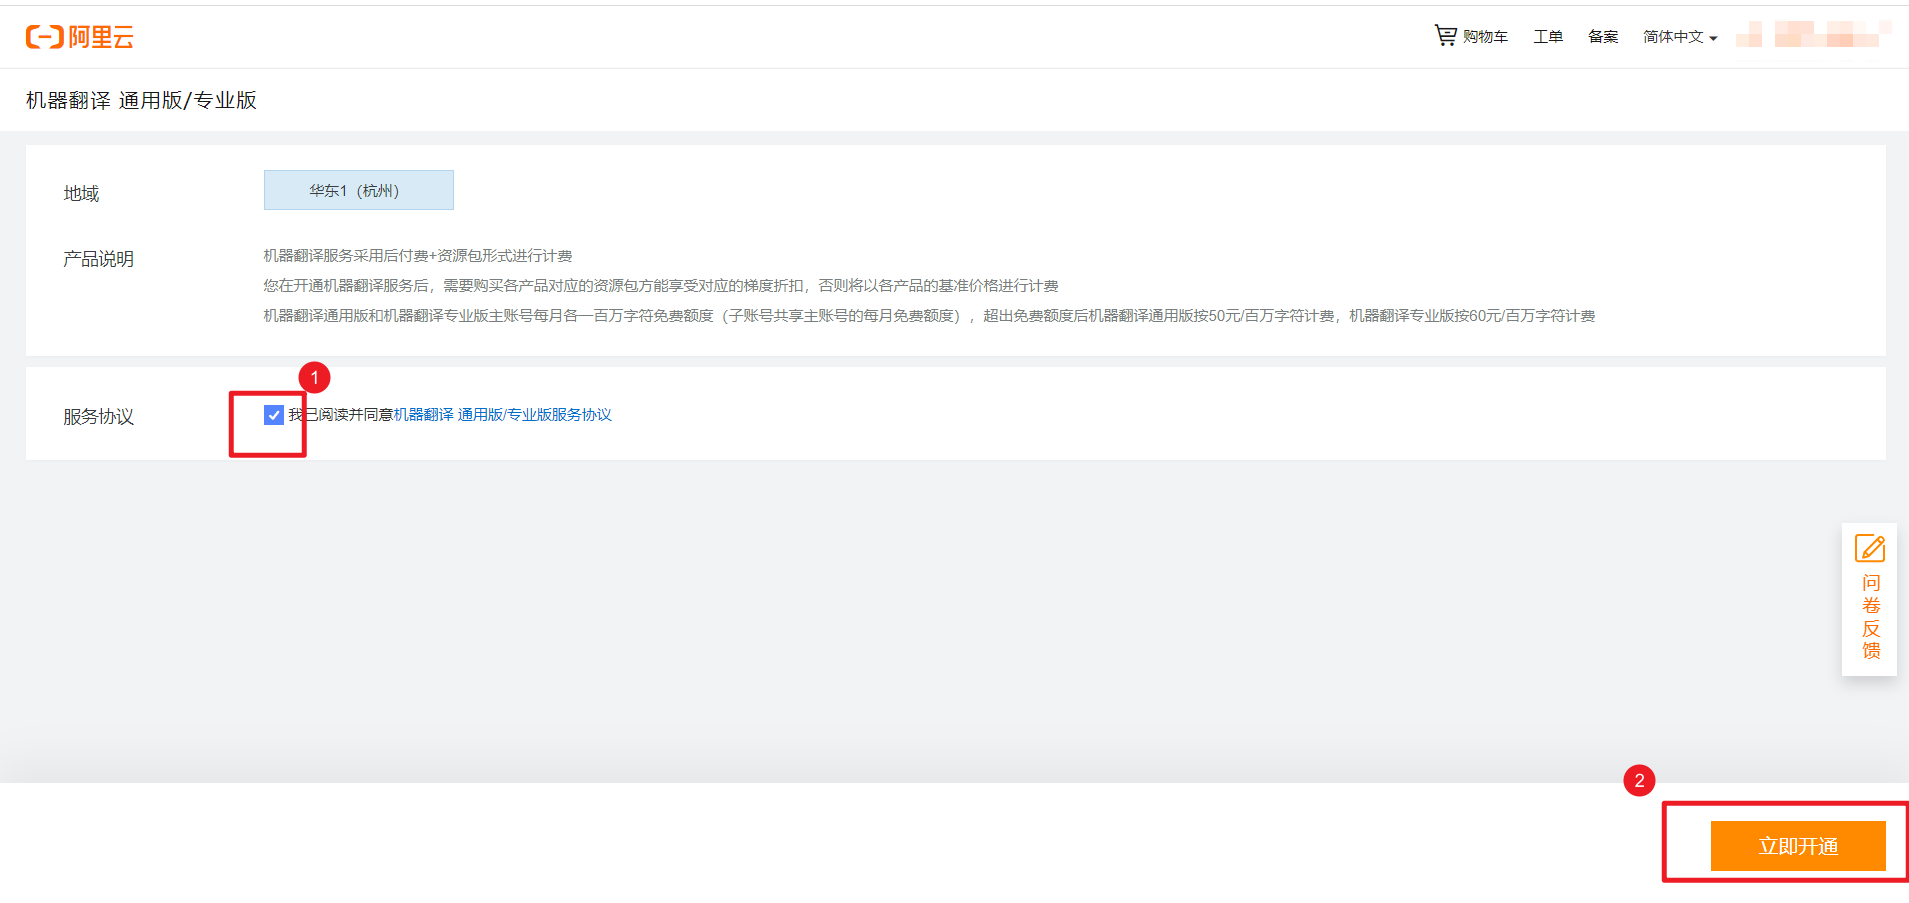 阿里云
购物车 工单 备案 简体中文
机器翻译 通用版/专业版
地域 华东1（杭州）
产品说明 机器翻译服务采用后付费+资源包形式进行计费
您在开通机器翻译服务后，需要购买各产品对应的资源包方能享受对应的梯度折扣，否则将以各产品的基准价格进行计费
机器翻译通用版和机器翻译专业版主账号每月各一百万字符免费额度（子账号共享主账号的每月免费额度），超出免费额度后机器翻译通用版按50元/百万字符计费，机器翻译专业版按60元/百万字符计费
1
服务协议 我已阅读并同意机器翻译 通用版/专业版服务协议
问卷反馈
2
立即开通